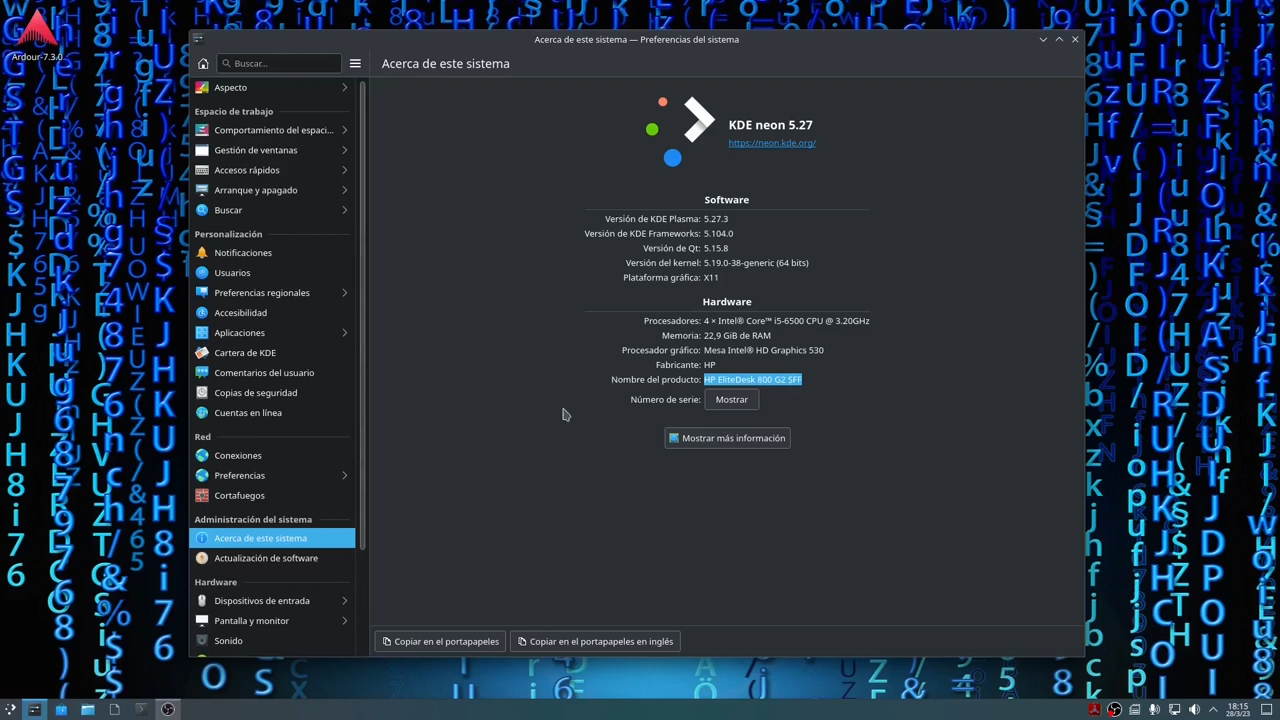 Ardour-7.3.0
Acerca de este sistema — Preferencias del sistema
Buscar...
Acerca de este sistema
Aspecto
Espacio de trabajo
Comportamiento del espaci...
Gestión de ventanas
Accesos rápidos
Arranque y apagado
Buscar
Personalización
Notificaciones
Usuarios
Preferencias regionales
Accesibilidad
Aplicaciones
Cartera de KDE
Comentarios del usuario
Copias de seguridad
Cuentas en línea
Red
Conexiones
Preferencias
Cortafuegos
Administración del sistema
Acerca de este sistema
Actualización de software
Hardware
Dispositivos de entrada
Pantalla y monitor
Sonido
KDE neon 5.27
https://neon.kde.org/
Software
Versión de KDE Plasma: 5.27.3
Versión de KDE Frameworks: 5.104.0
Versión de Qt: 5.15.8
Versión del kernel: 5.19.0-38-generic (64 bits)
Plataforma gráfica: X11
Hardware
Procesadores: 4 × Intel® Core™ i5-6500 CPU @ 3.20GHz
Memoria: 22,9 GiB de RAM
Procesador gráfico: Mesa Intel® HD Graphics 530
Fabricante: HP
Nombre del producto: HP EliteDesk 800 G2 SFF
Número de serie: Mostrar
Mostrar más información
Copiar en el portapapeles
Copiar en el portapapeles en inglés
18:15
28/3/23